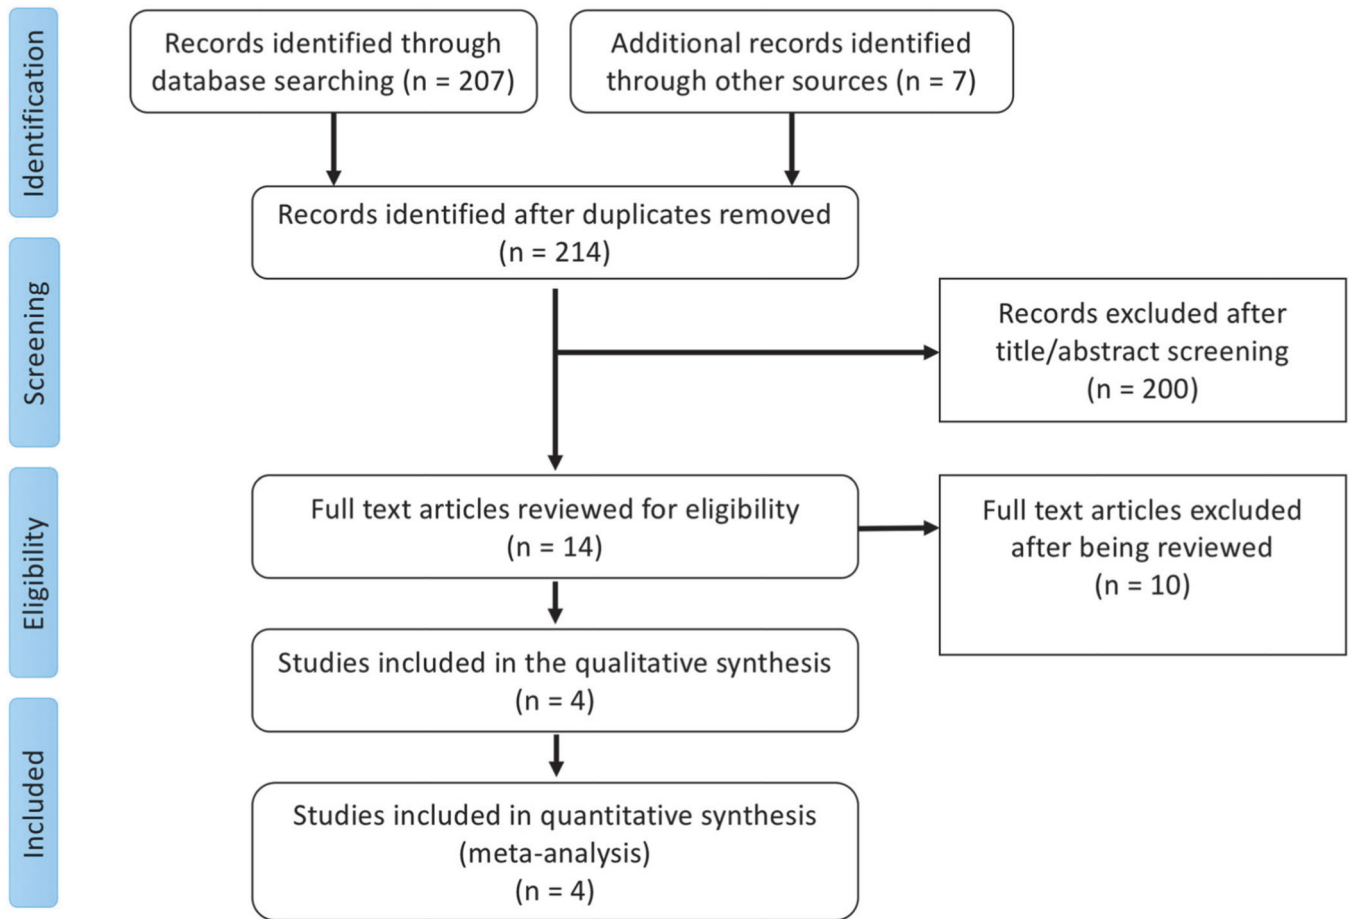 Identification
Records identified through
database searching (n = 207)
Additional records identified
through other sources (n = 7)
Records identified after duplicates removed
(n = 214)
Screening
Records excluded after
title/abstract screening
(n = 200)
Eligibility
Full text articles reviewed for eligibility
(n = 14)
Full text articles excluded
after being reviewed
(n = 10)
Studies included in the qualitative synthesis
(n = 4)
Included
Studies included in quantitative synthesis
(meta-analysis)
(n = 4)